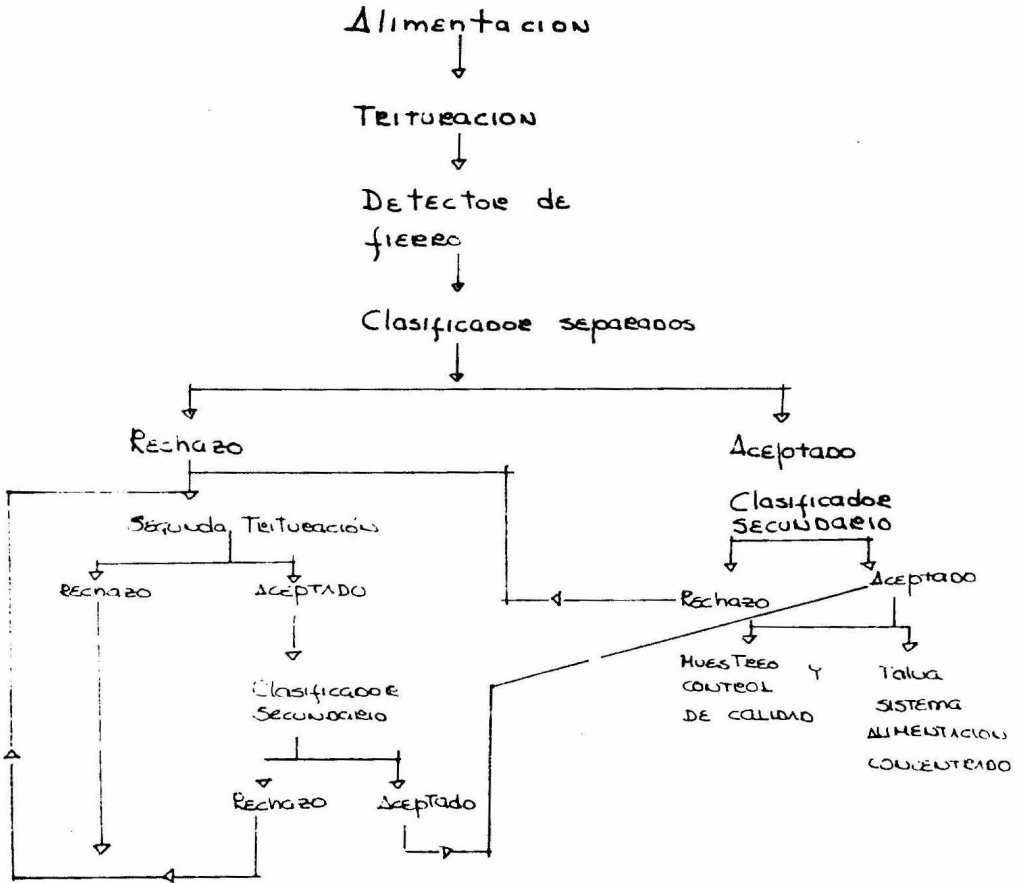 Alimentacion
TRITURACION
Detector de
fierro
Clasificador separados
Rechazo
Aceptado
Clasificador
SECUNDARIO
Segunda Trituración
Rechazo
ACEPTADO
Rechazo
Aceptado
Clasificador
Secundario
MUESTREO Y
CONTROL
DE CALIDAD
Tolva
SISTEMA
ALIMENTACION
CONCENTRADO
Rechazo
Aceptado